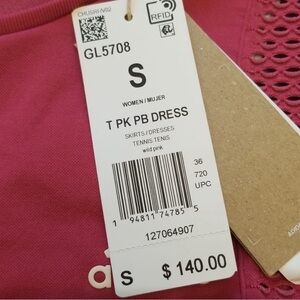 RFID
GL5708
S
WOMEN / MUJER
T PK PB DRESS
SKIRTS / DRESSES
TENNIS.TENIS
wild pink
36
720
UPC
1 94811 74785 5
127064907
S $ 140.00